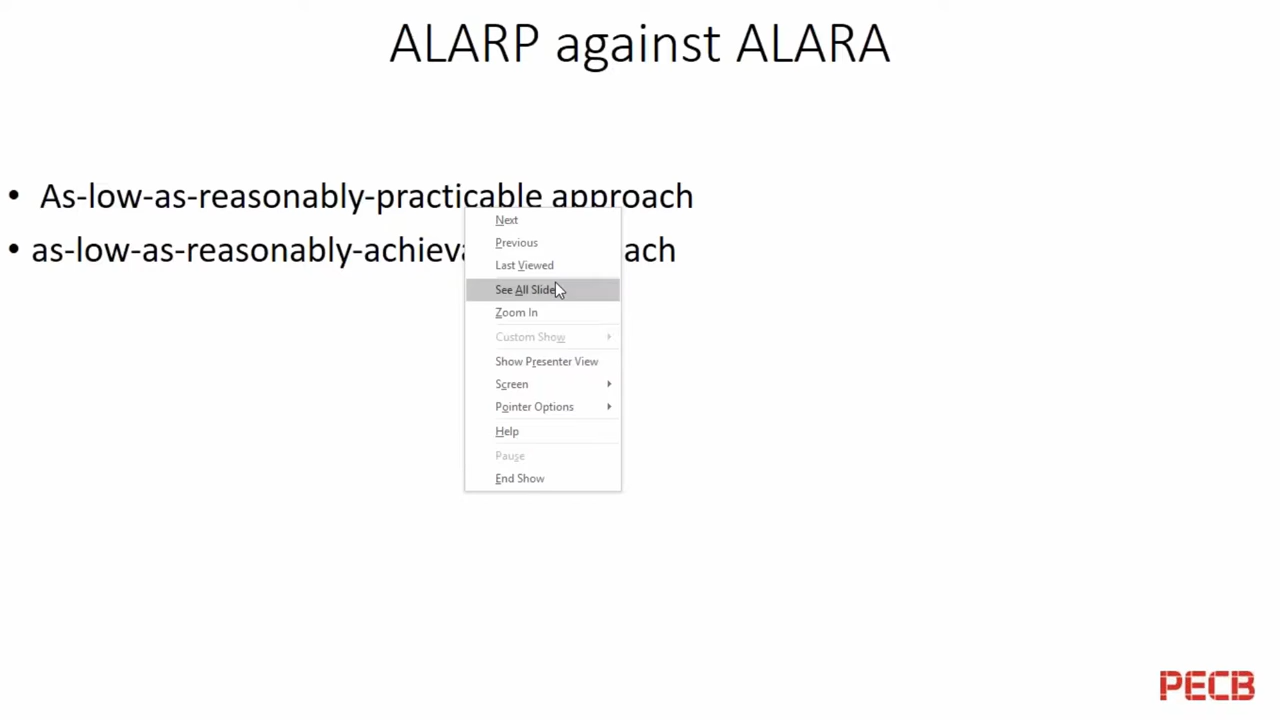 ALARP against ALARA
• As-low-as-reasonably-practicable approach
• as-low-as-reasonably-achieva ach
Next
Previous
Last Viewed
See All Slide
Zoom In
Custom Show
Show Presenter View
Screen
Pointer Options
Help
Pause
End Show
PECB